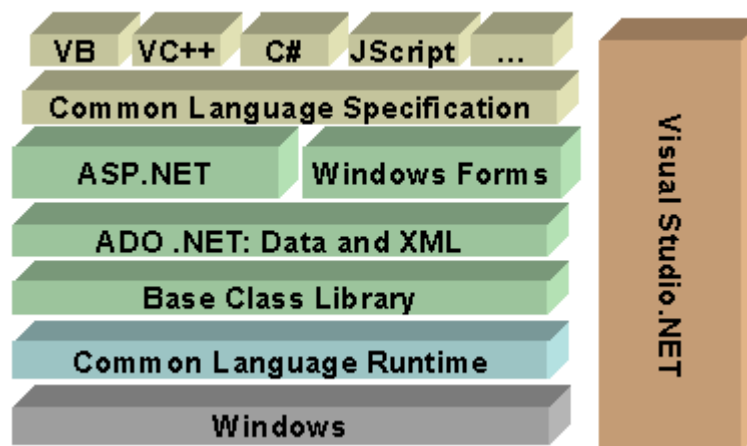 VB VC++ C# JScript ...
Common Language Specification
ASP.NET Windows Forms
ADO .NET: Data and XML
Base Class Library
Common Language Runtime
Windows
Visual Studio.NET